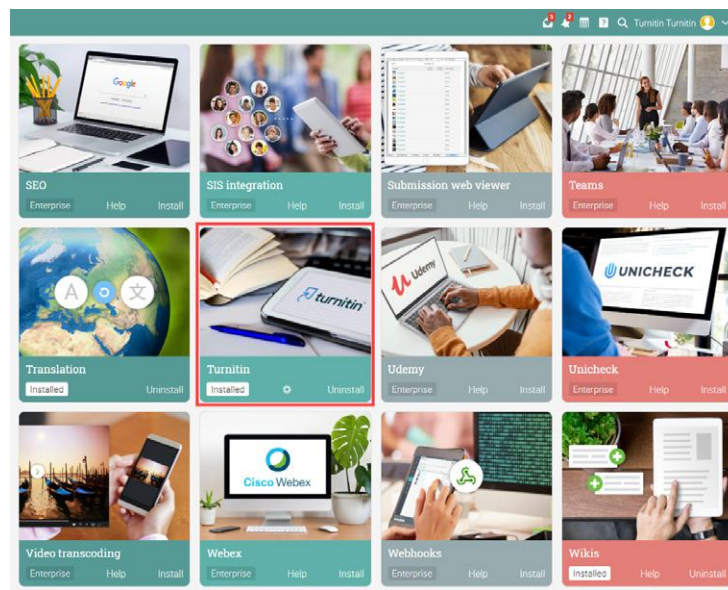 3
2
Turnitin Turnitin
Google
SEO
Enterprise Help Install
SIS integration
Enterprise Help Install
Submission web viewer
Enterprise Help Install
Teams
Enterprise Help Install
A
文
Translation
Installed Uninstall
turnitin
Turnitin
Installed Uninstall
Udemy
Udemy
Enterprise Help Install
UNICHECK
Unicheck
Enterprise Help Install
Video transcoding
Enterprise Help Install
Cisco Webex
Webex
Enterprise Help Install
Webhooks
Enterprise Help Install
Wikis
Installed Help Uninstall